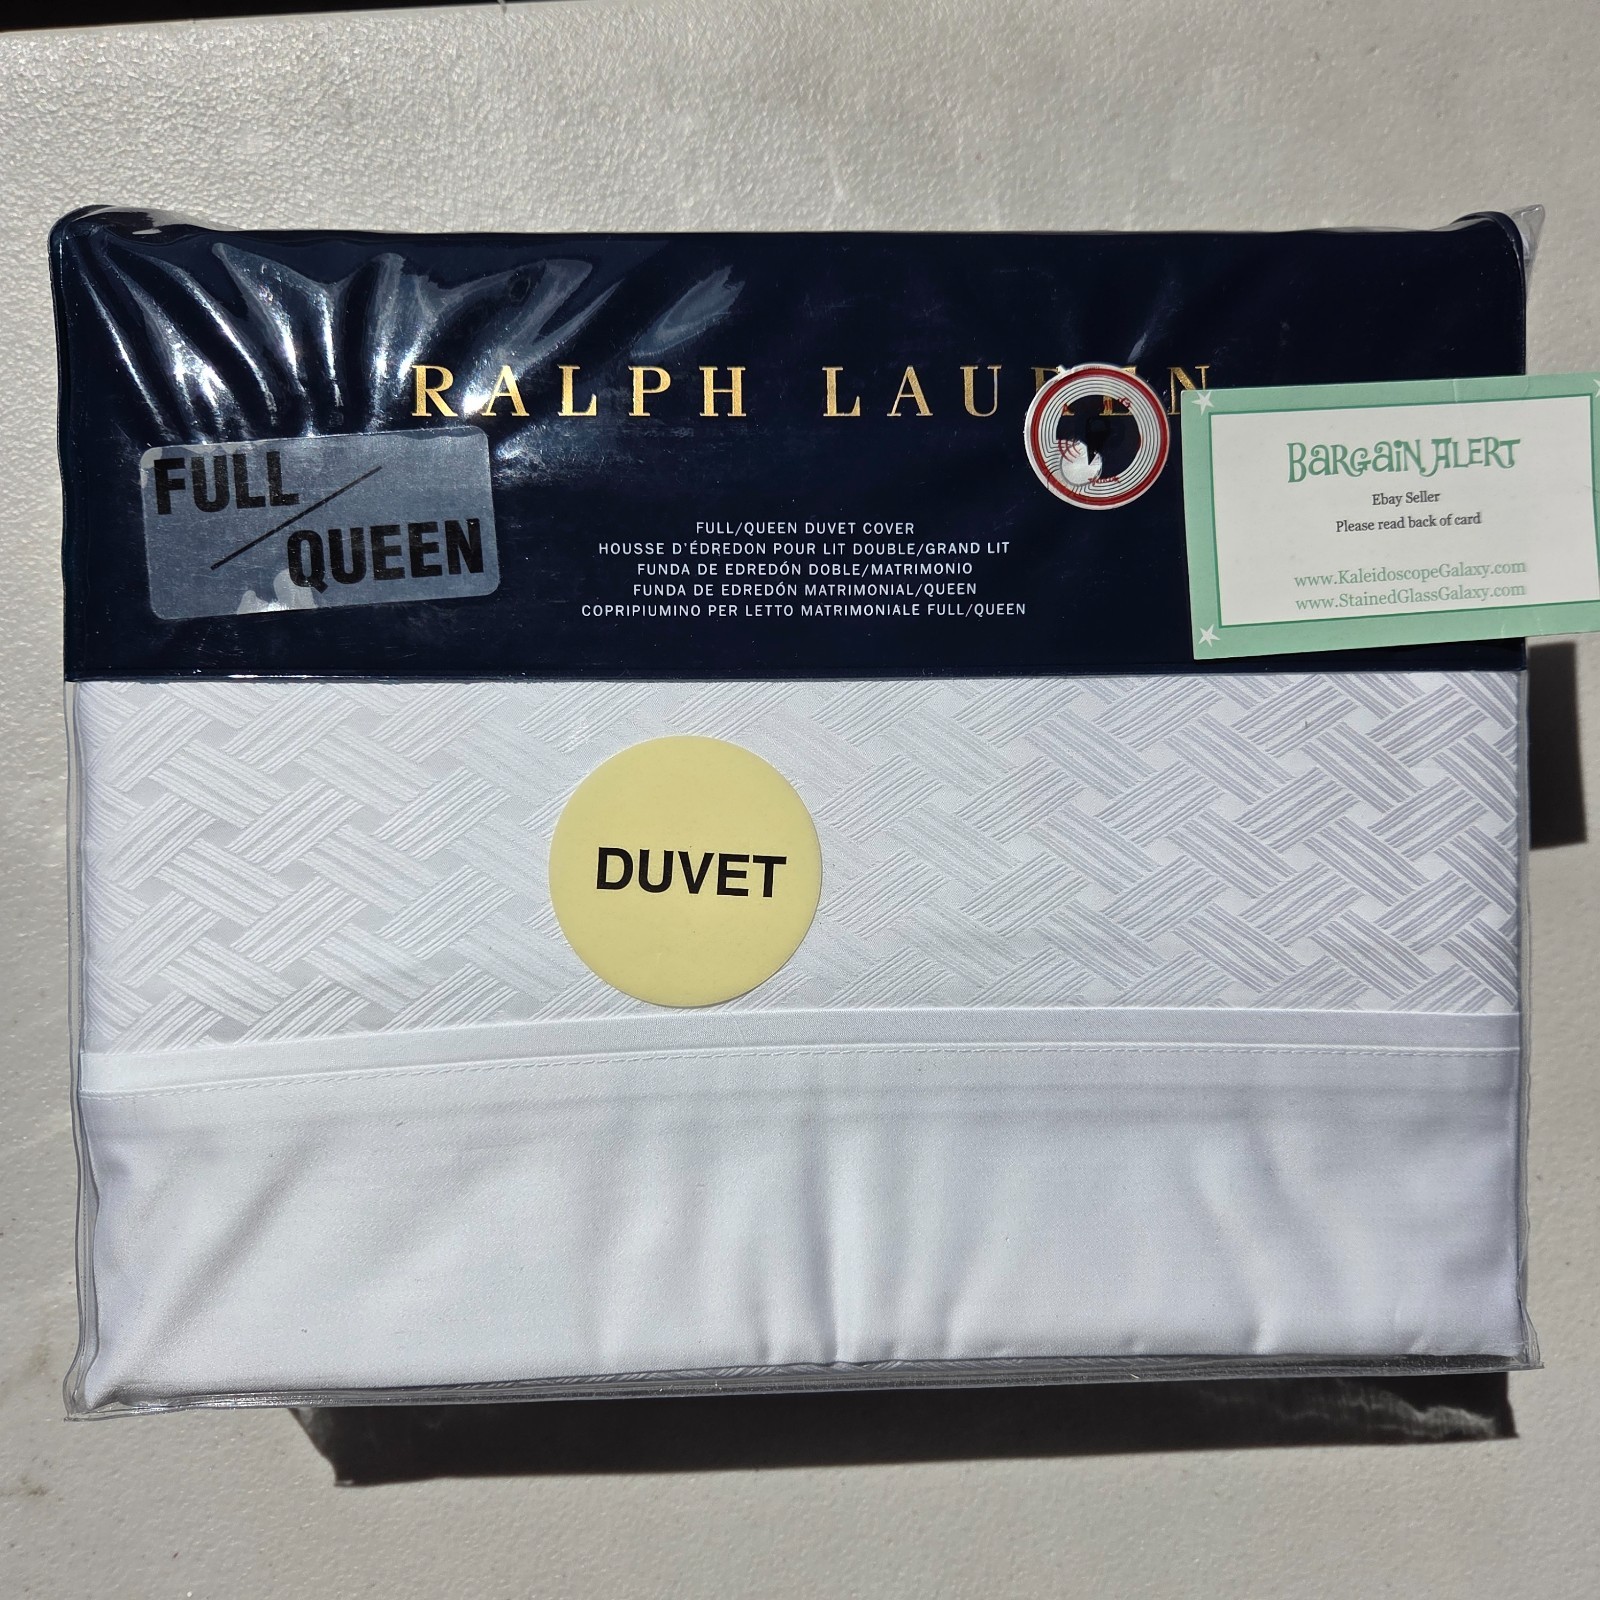 RALPH LAUREN
FULL/
QUEEN
FULL/QUEEN DUVET COVER
HOUSSE D'ÉDREDON POUR LIT DOUBLE/GRAND LIT
FUNDA DE EDREDÓN DOBLE/MATRIMONIO
FUNDA DE EDREDÓN MATRIMONIAL/QUEEN
COPRIPIUMINO PER LETTO MATRIMONIALE FULL/QUEEN
BARGAIN ALERT
Ebay Seller
Please read back of card
www.KaleidoscopeGalaxy.com
www.StainedGlassGalaxy.com
DUVET